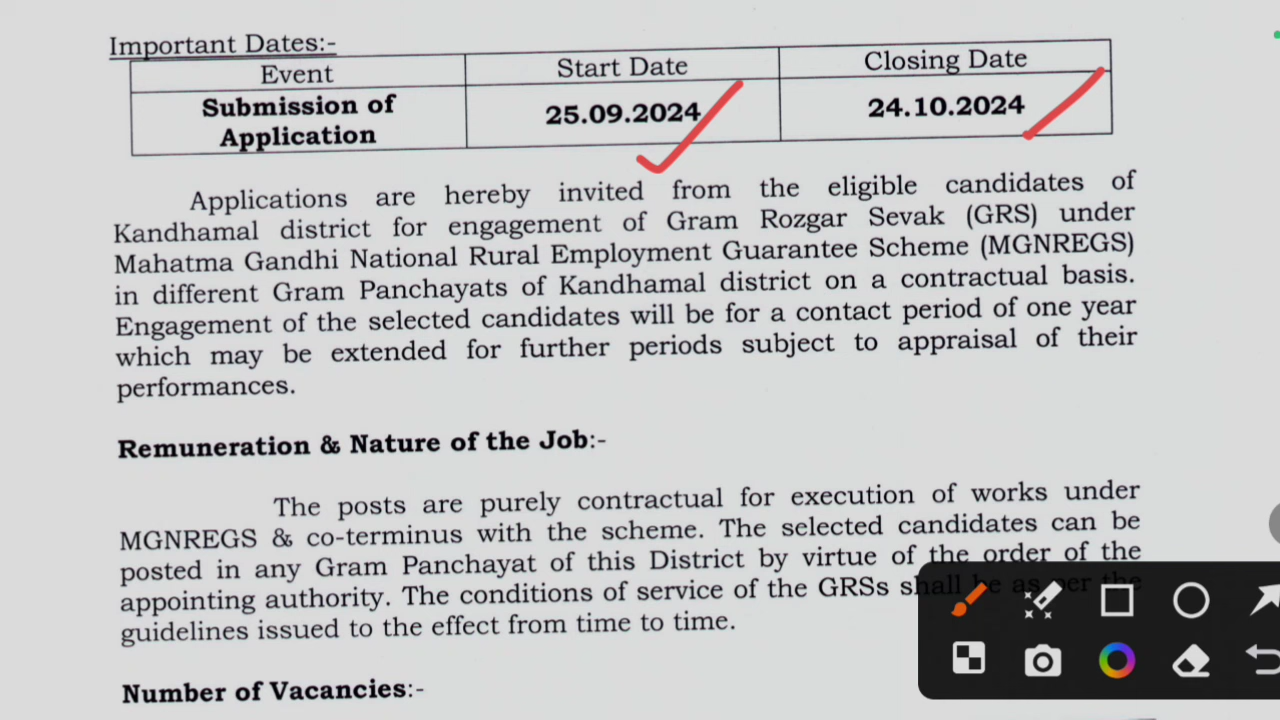 Important Dates:-
Event Start Date Closing Date
Submission of Application 25.09.2024 24.10.2024
Applications are hereby invited from the eligible candidates of
Kandhamal district for engagement of Gram Rozgar Sevak (GRS) under
Mahatma Gandhi National Rural Employment Guarantee Scheme (MGNREGS)
in different Gram Panchayats of Kandhamal district on a contractual basis.
Engagement of the selected candidates will be for a contact period of one year
which may be extended for further periods subject to appraisal of their
performances.
Remuneration & Nature of the Job:-
The posts are purely contractual for execution of works under
MGNREGS & co-terminus with the scheme. The selected candidates can be
posted in any Gram Panchayat of this District by virtue of the order of the
appointing authority. The conditions of service of the GRSs shall be as per the
guidelines issued to the effect from time to time.
Number of Vacancies:-